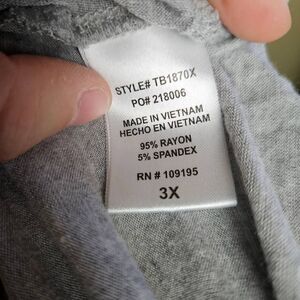 STYLE# TB1870X
PO# 218006
MADE IN VIETNAM
HECHO EN VIETNAM
95% RAYON
5% SPANDEX
RN # 109195
3X